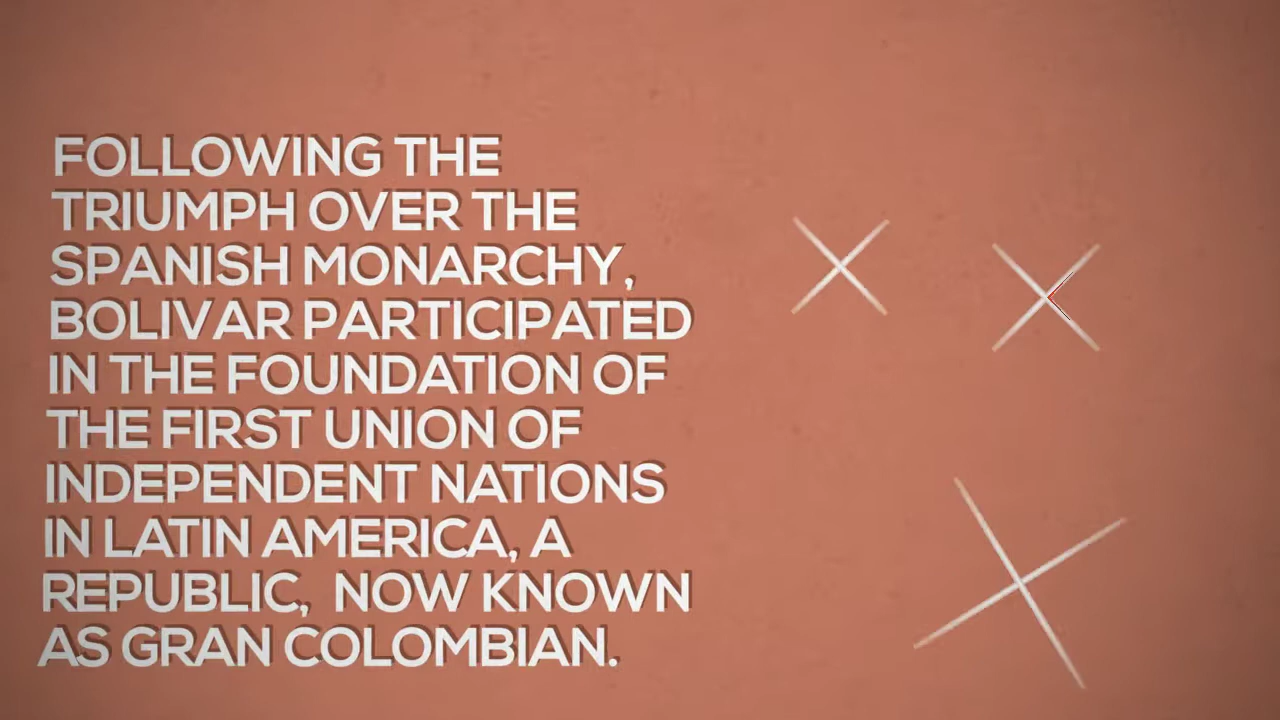 FOLLOWING THE
TRIUMPH OVER THE
SPANISH MONARCHY,
BOLIVAR PARTICIPATED
IN THE FOUNDATION OF
THE FIRST UNION OF
INDEPENDENT NATIONS
IN LATIN AMERICA, A
REPUBLIC, NOW KNOWN
AS GRAN COLOMBIAN.